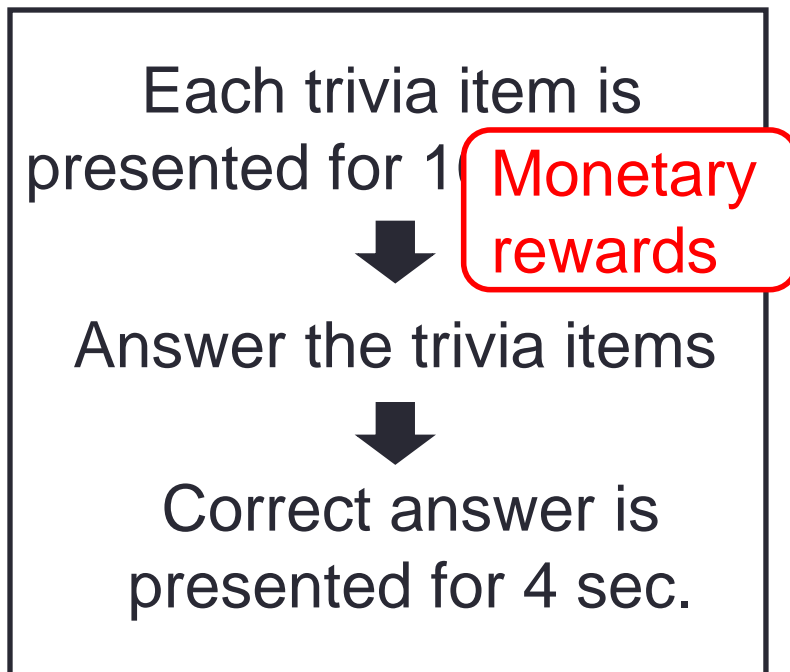 Each trivia item is
presented for
Monetary
rewards
Answer the trivia items
Correct answer is
presented for 4 sec.